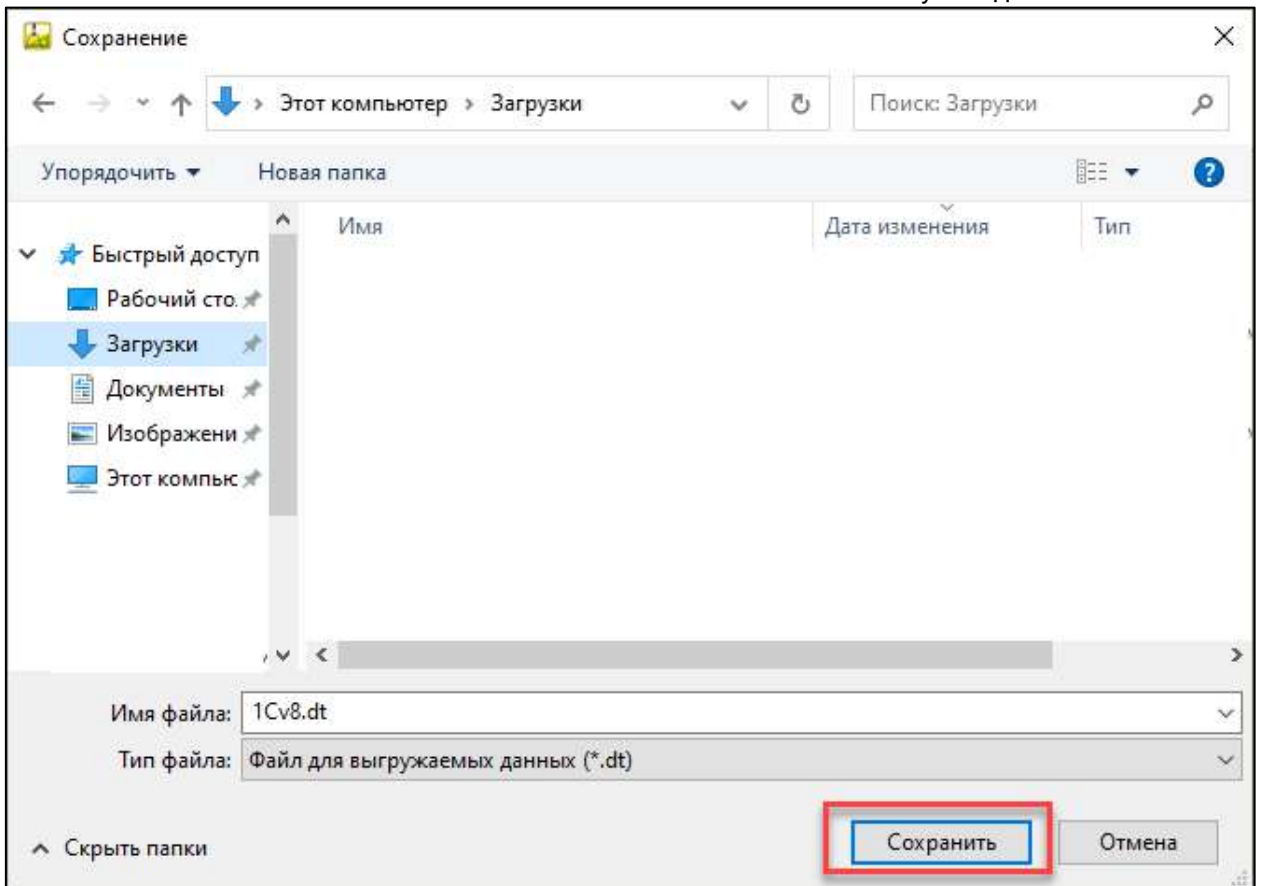 Сохранение
Этот компьютер > Загрузки
Поиск: Загрузки
Упорядочить
Новая папка
Имя
Дата изменения
Тип
Быстрый доступ
Рабочий сто
Загрузки
Документы
Изображени
Этот компьк
Имя файла: 1Cv8.dt
Тип файла: Файл для выгружаемых данных (*.dt)
Скрыть папки
Сохранить
Отмена